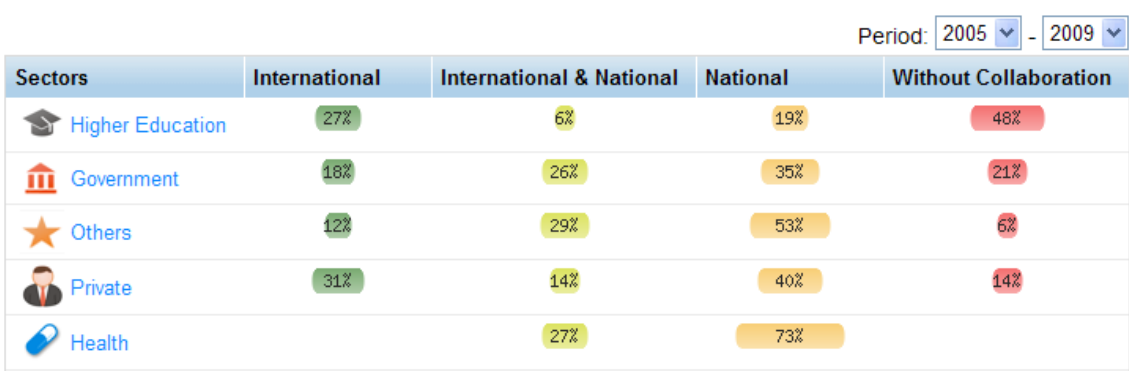 Period: 2005 - 2009
Sectors International International & National National Without Collaboration
Higher Education 27% 6% 19% 48%
Government 18% 26% 35% 21%
Others 12% 29% 53% 6%
Private 31% 14% 40% 14%
Health 27% 73%